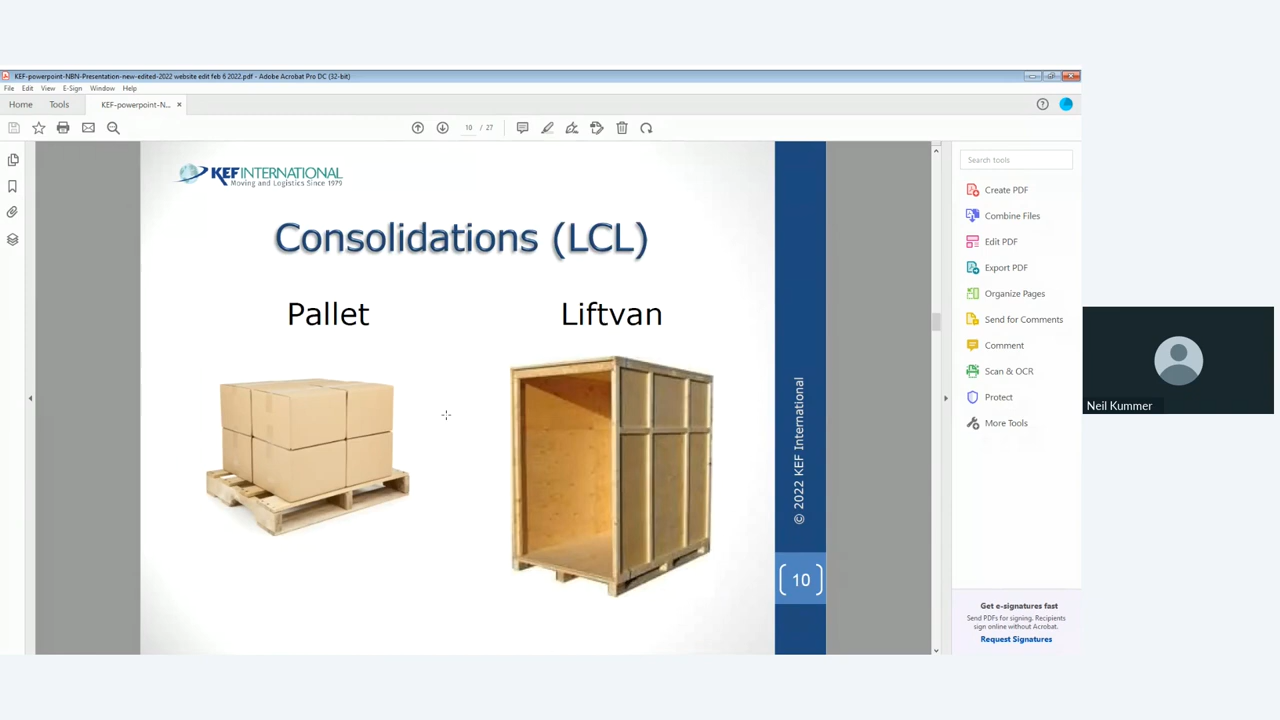 KEF-powerpoint-NBN-Presentation-new-edited-2022 website edit feb 6 2022.pdf - Adobe Acrobat Pro DC (32-bit)
File Edit View E-Sign Window Help
Home Tools KEF-powerpoint-N... ×
10 / 27
KEF INTERNATIONAL
Moving and Logistics Since 1979
Consolidations (LCL)
Pallet Liftvan
© 2022 KEF International
10
Search tools
Create PDF
Combine Files
Edit PDF
Export PDF
Organize Pages
Send for Comments
Comment
Scan & OCR
Protect
More Tools
Get e-signatures fast
Send PDFs for signing. Recipients
sign online without Acrobat.
Request Signatures
Neil Kummer